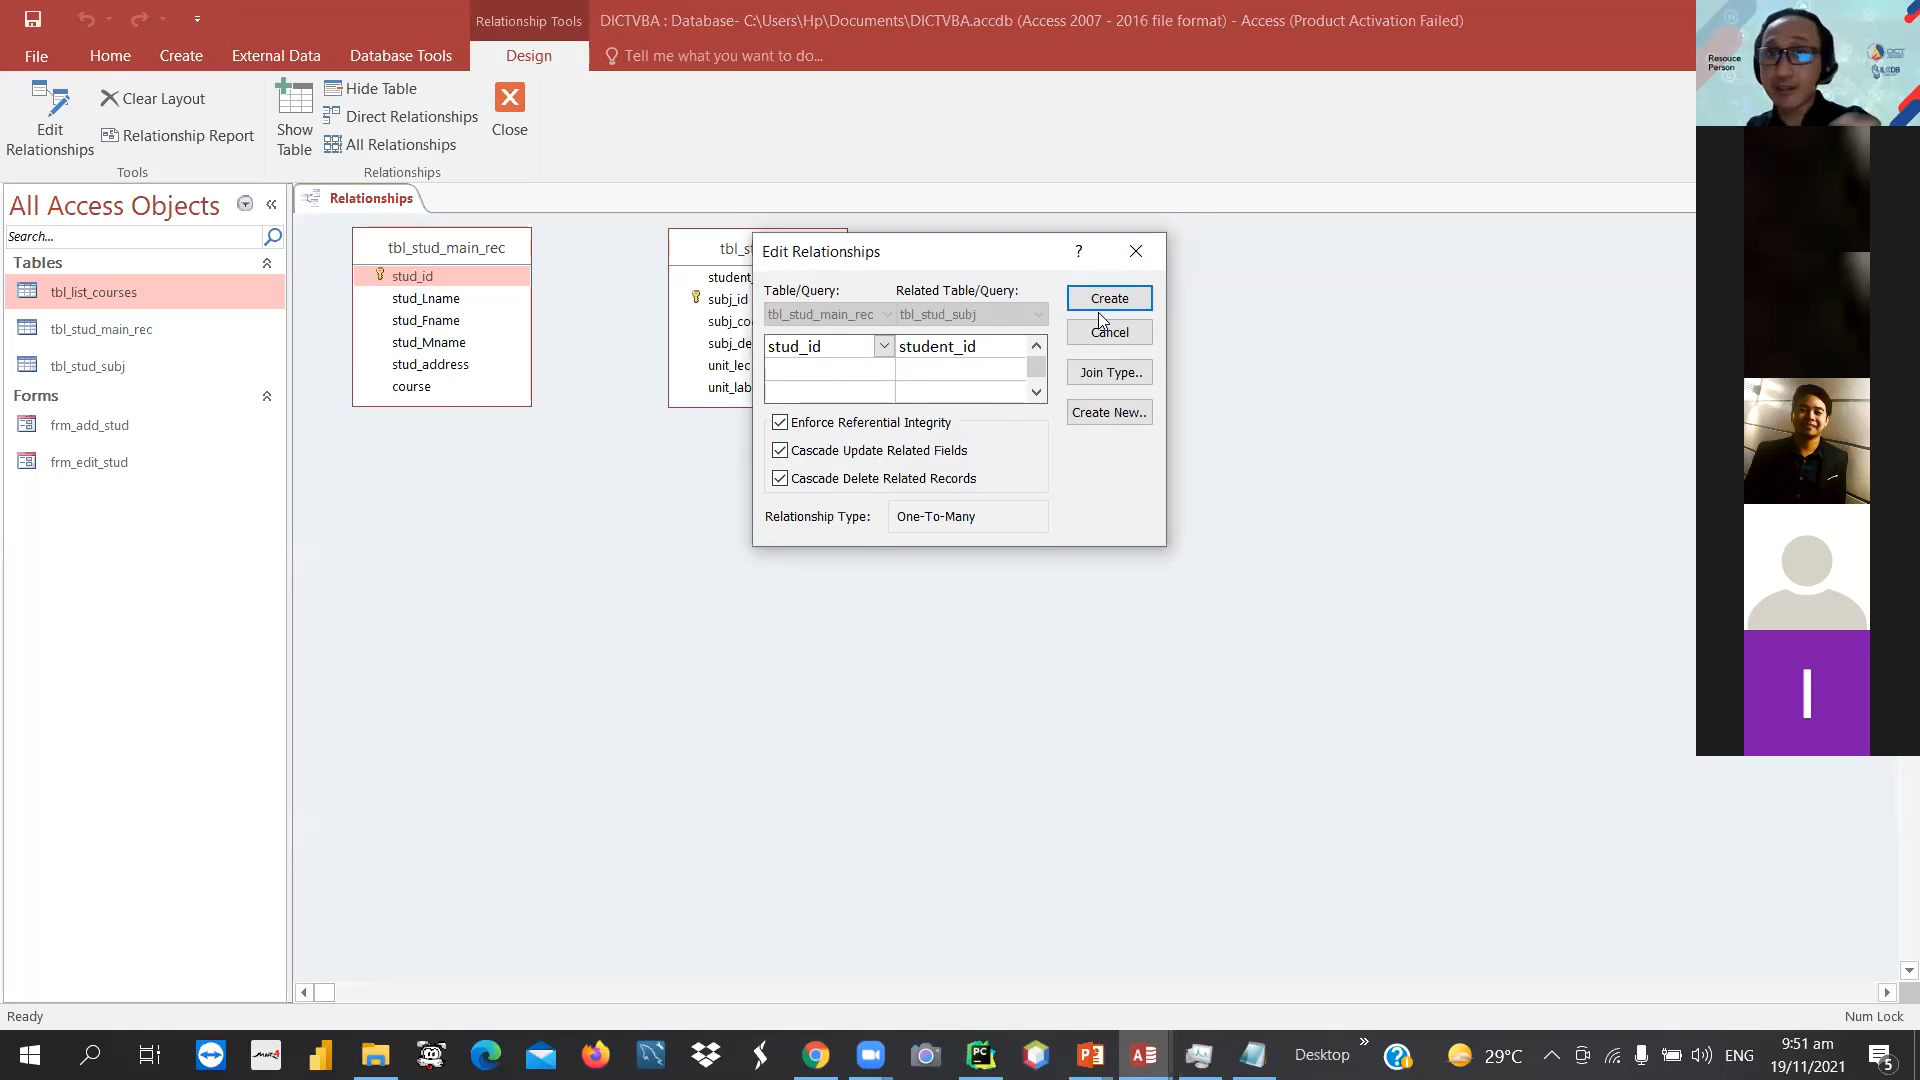 Relationship Tools
DICTVBA : Database- C:\Users\Hp\Documents\DICTVBA.accdb (Access 2007 - 2016 file format) - Access (Product Activation Failed)
File
Home
Create
External Data
Database Tools
Design
Tell me what you want to do...
Edit Relationships
Clear Layout
Relationship Report
Tools
Show Table
Hide Table
Direct Relationships
All Relationships
Relationships
Close
All Access Objects
Search...
Tables
tbl_list_courses
tbl_stud_main_rec
tbl_stud_subj
Forms
frm_add_stud
frm_edit_stud
Relationships
tbl_stud_main_rec
stud_id
stud_Lname
stud_Fname
stud_Mname
stud_address
course
student_
subj_id
unit_lec
unit_lab
Edit Relationships
?
Table/Query:
Related Table/Query:
tbl_stud_main_rec
tbl_stud_subj
stud_id
student_id
Enforce Referential Integrity
Cascade Update Related Fields
Cascade Delete Related Records
Relationship Type:
One-To-Many
Create
Cancel
Join Type..
Create New..
Resouce
Person
DICT
ILCDB
I
Ready
Num Lock
Desktop
29°C
ENG
9:51 am
19/11/2021
5